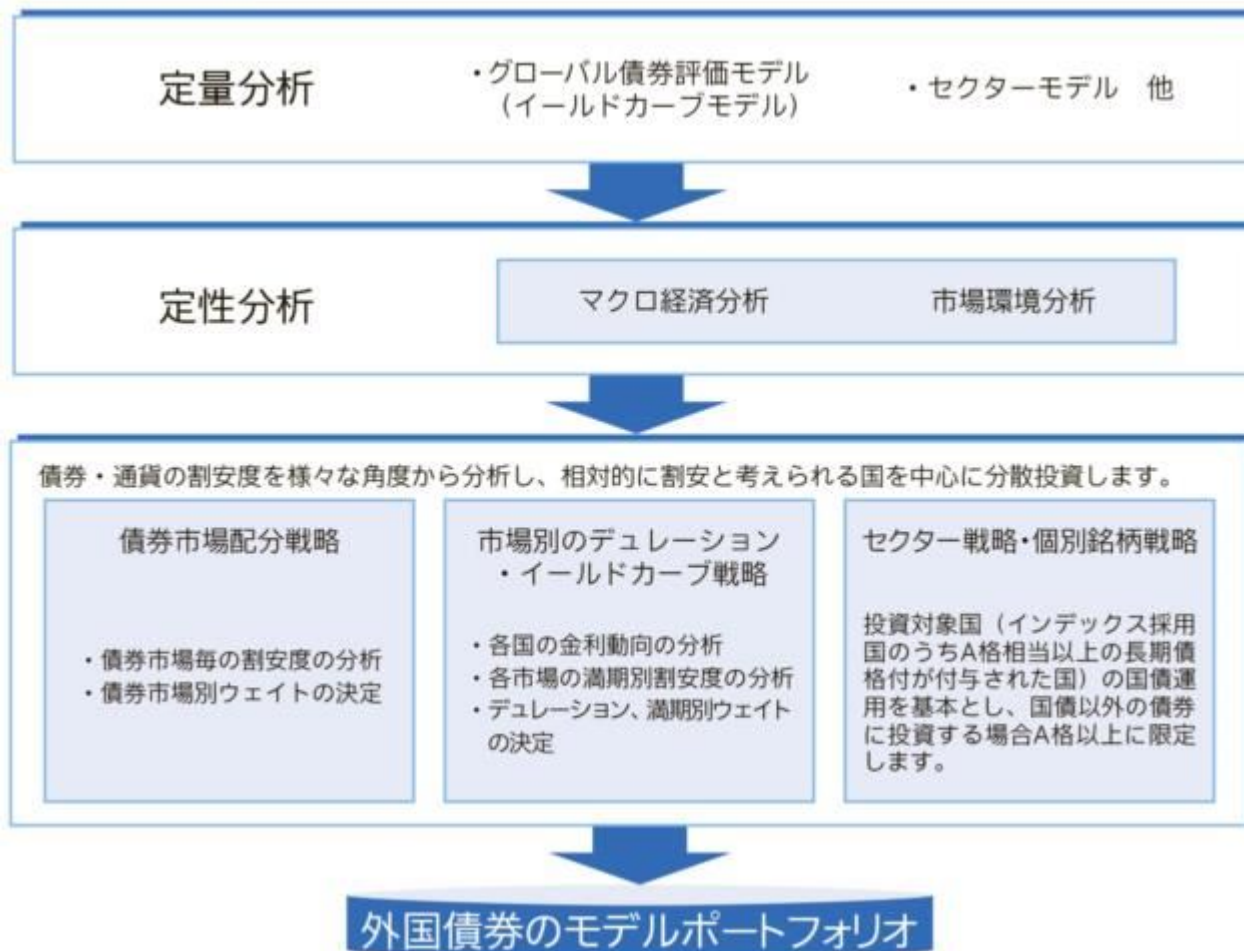 定量分析
・グローバル債券評価モデル
（イールドカーブモデル）
・セクターモデル　他
定性分析
マクロ経済分析
市場環境分析
債券・通貨の割安度を様々な角度から分析し、相対的に割安と考えられる国を中心に分散投資します。
債券市場配分戦略
・債券市場毎の割安度の分析
・債券市場別ウェイトの決定
市場別のデュレーション
・イールドカーブ戦略
・各国の金利動向の分析
・各市場の満期別割安度の分析
・デュレーション、満期別ウェイト
の決定
セクター戦略・個別銘柄戦略
投資対象国（インデックス採用
国のうちA格相当以上の長期債
格付が付与された国）の国債運
用を基本とし、国債以外の債券
に投資する場合A格以上に限定
します。
外国債券のモデルポートフォリオ